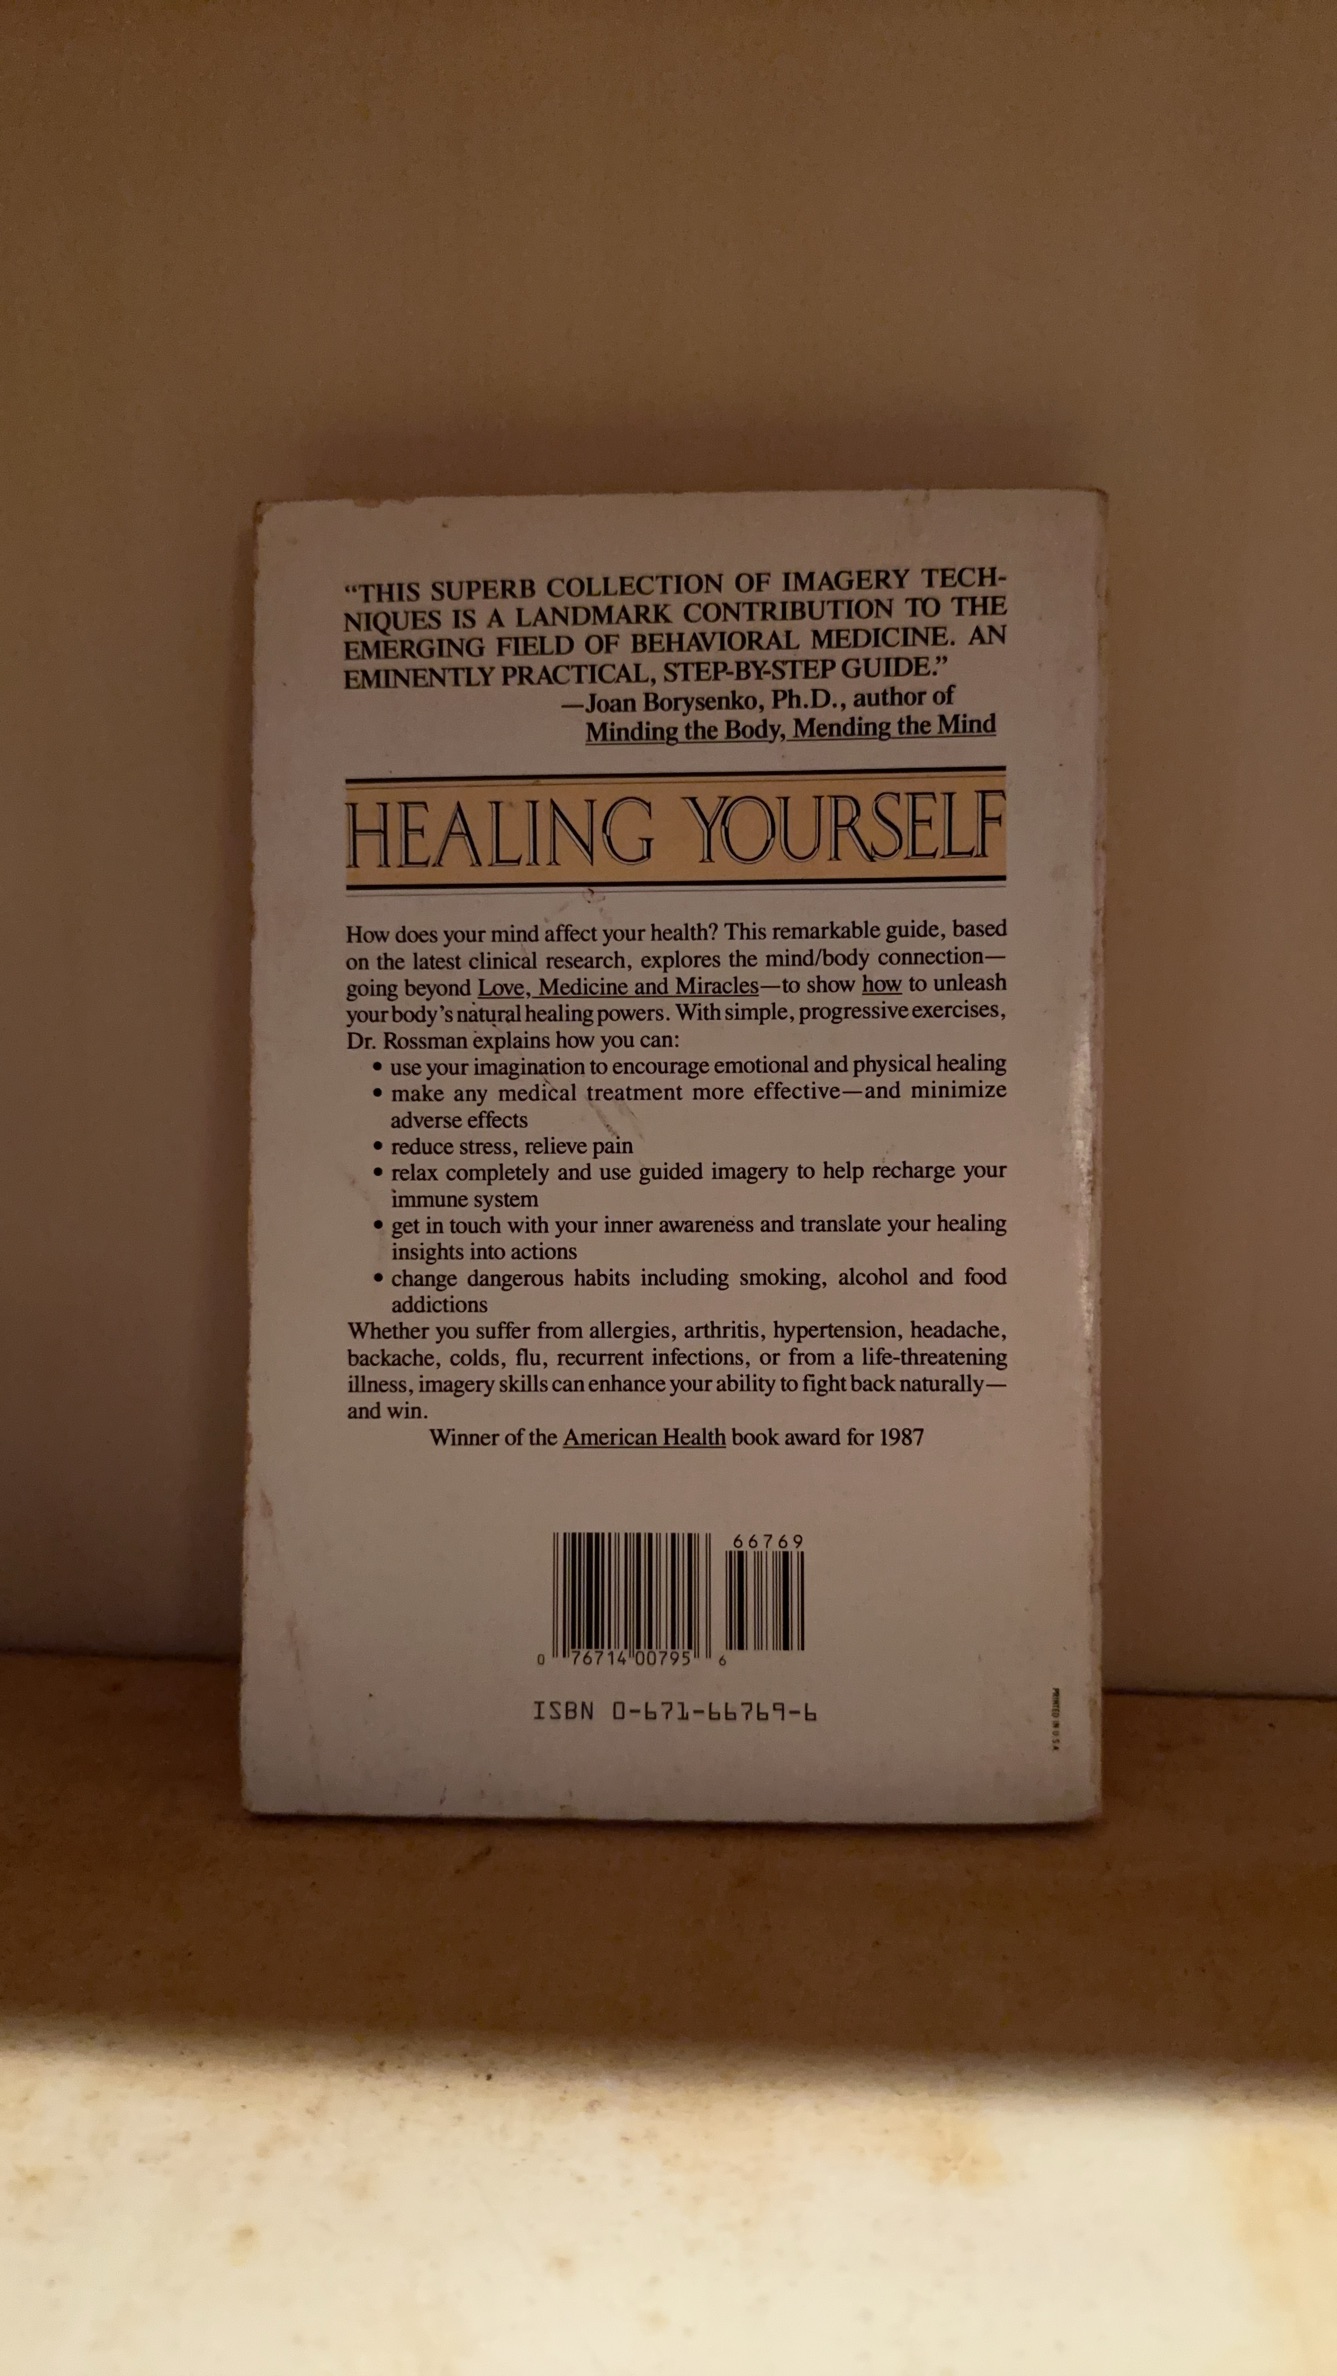 “THIS SUPERB COLLECTION OF IMAGERY TECH-
NIQUES IS A LANDMARK CONTRIBUTION TO THE
EMERGING FIELD OF BEHAVIORAL MEDICINE. AN
EMINENTLY PRACTICAL, STEP-BY-STEP GUIDE.”
—Joan Borysenko, Ph.D., author of
Minding the Body, Mending the Mind
HEALING YOURSELF
How does your mind affect your health? This remarkable guide, based
on the latest clinical research, explores the mind/body connection—
going beyond Love, Medicine and Miracles—to show how to unleash
your body’s natural healing powers. With simple, progressive exercises,
Dr. Rossman explains how you can:
• use your imagination to encourage emotional and physical healing
• make any medical treatment more effective—and minimize
adverse effects
• reduce stress, relieve pain
• relax completely and use guided imagery to help recharge your
immune system
• get in touch with your inner awareness and translate your healing
insights into actions
• change dangerous habits including smoking, alcohol and food
addictions
Whether you suffer from allergies, arthritis, hypertension, headache,
backache, colds, flu, recurrent infections, or from a life-threatening
illness, imagery skills can enhance your ability to fight back naturally—
and win.
Winner of the American Health book award for 1987
66769
0 76714 00795 6
ISBN 0-671-66769-6
PRINTED IN U.S.A.